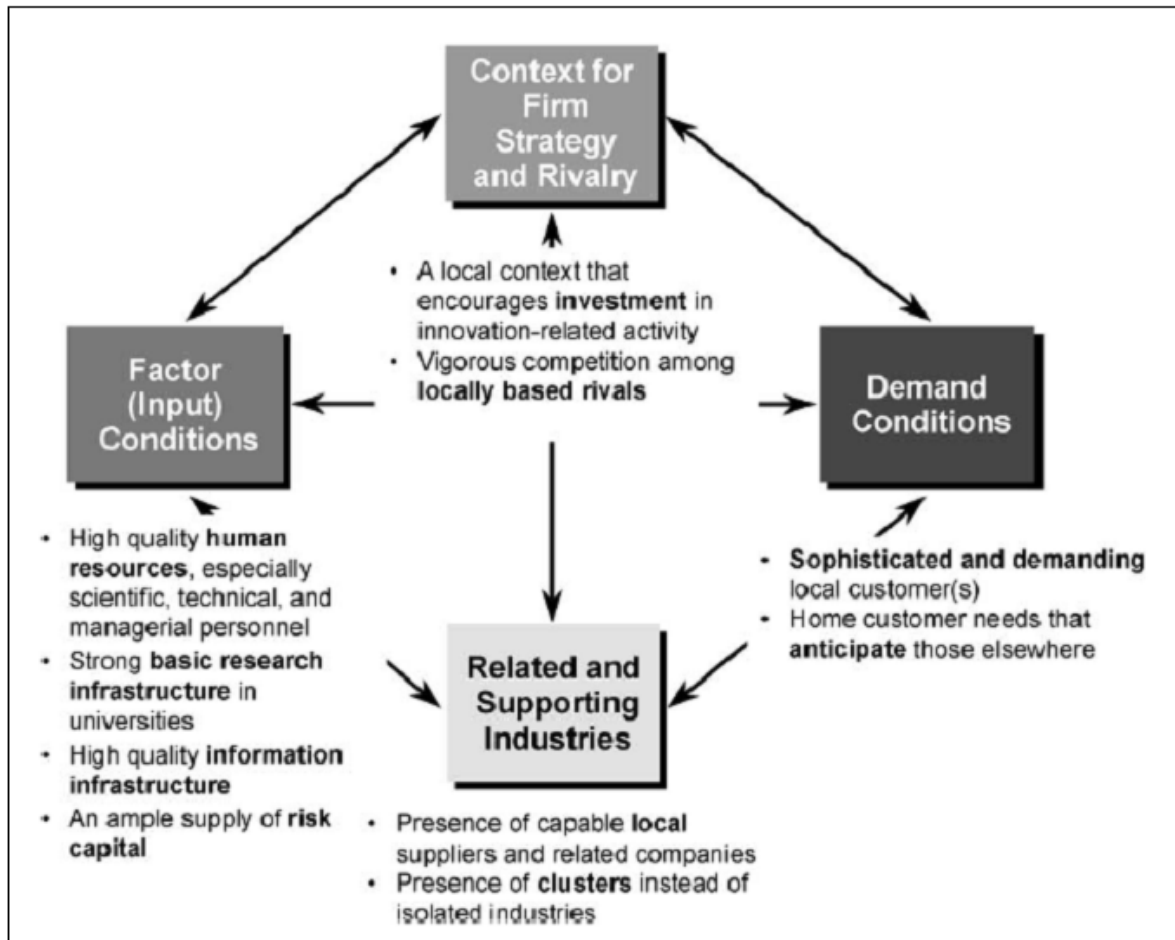 Context for
Firm
Strategy
and Rivalry
• A local context that
encourages investment in
innovation-related activity
• Vigorous competition among
locally based rivals
Factor
(Input)
Conditions
Demand
Conditions
• High quality human
resources, especially
scientific, technical, and
managerial personnel
• Strong basic research
infrastructure in
universities
• High quality information
infrastructure
• An ample supply of risk
capital
• Sophisticated and demanding
local customer(s)
• Home customer needs that
anticipate those elsewhere
Related and
Supporting
Industries
• Presence of capable local
suppliers and related companies
• Presence of clusters instead of
isolated industries